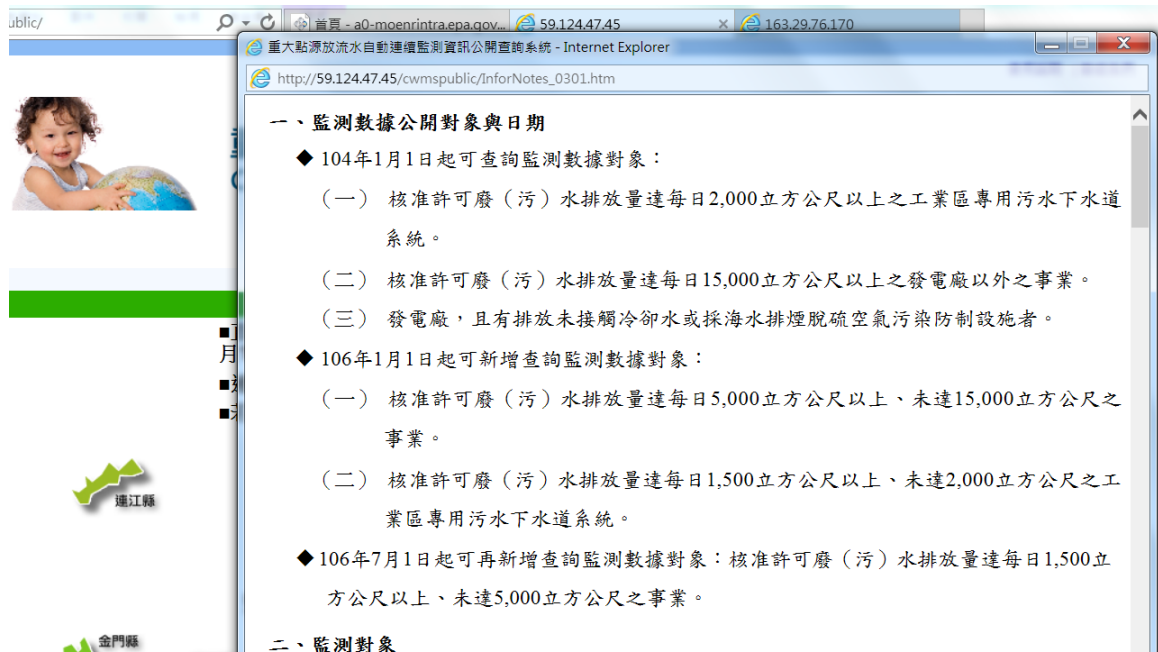 ublic/
首頁 - a0-moenrintra.epa.gov...
59.124.47.45
163.29.76.170
重大點源放流水自動連續監測資訊公開查詢系統 - Internet Explorer
http://59.124.47.45/cwmspublic/InforNotes_0301.htm
一、監測數據公開對象與日期
◆ 104年1月1日起可查詢監測數據對象：
（一） 核准許可廢（污）水排放量達每日2,000立方公尺以上之工業區專用污水下水道
系統。
（二） 核准許可廢（污）水排放量達每日15,000立方公尺以上之發電廠以外之事業。
（三） 發電廠，且有排放未接觸冷卻水或採海水排煙脫硫空氣污染防制設施者。
◆ 106年1月1日起可新增查詢監測數據對象：
（一） 核准許可廢（污）水排放量達每日5,000立方公尺以上、未達15,000立方公尺之
事業。
（二） 核准許可廢（污）水排放量達每日1,500立方公尺以上、未達2,000立方公尺之工
業區專用污水下水道系統。
◆ 106年7月1日起可再新增查詢監測數據對象：核准許可廢（污）水排放量達每日1,500立
方公尺以上、未達5,000立方公尺之事業。
二、監測對象
月
連江縣
金門縣